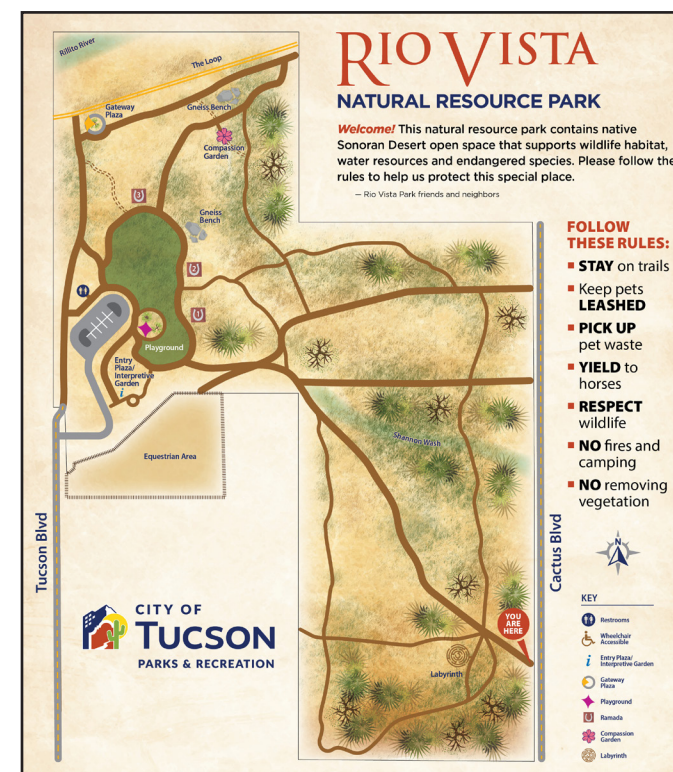 RIO VISTA
NATURAL RESOURCE PARK
Welcome! This natural resource park contains native
Sonoran Desert open space that supports wildlife habitat,
water resources and endangered species. Please follow the
rules to help us protect this special place.
— Rio Vista Park friends and neighbors
Rillito River
The Loop
Gateway
Plaza
Gneiss Bench
Compassion
Garden
Gneiss
Bench
2
1
Playground
Entry
Plaza/
Interpretive
Garden
i
Equestrian Area
Shannon Wash
Labyrinth
YOU
ARE
HERE
Tucson Blvd
Cactus Blvd
FOLLOW
THESE RULES:
STAY on trails
Keep pets
LEASHED
PICK UP
pet waste
YIELD to
horses
RESPECT
wildlife
NO fires and
camping
NO removing
vegetation
N
KEY
Restrooms
Wheelchair
Accessible
i Entry Plaza/
Interpretive Garden
Gateway
Plaza
Playground
Ramada
Compassion
Garden
Labyrinth
CITY OF
TUCSON
PARKS & RECREATION